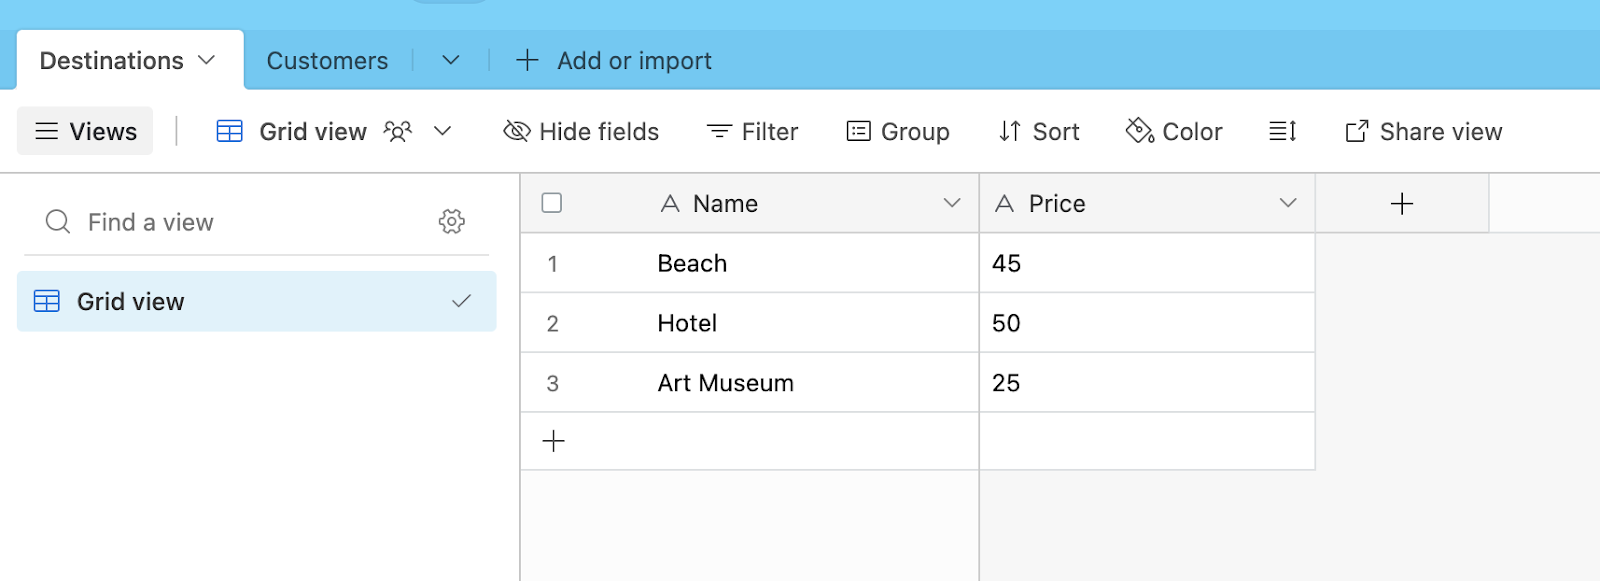 Destinations Customers Add or import
Views Grid view Hide fields Filter Group Sort Color Share view
Find a view
Grid view
Name Price
1 Beach 45
2 Hotel 50
3 Art Museum 25